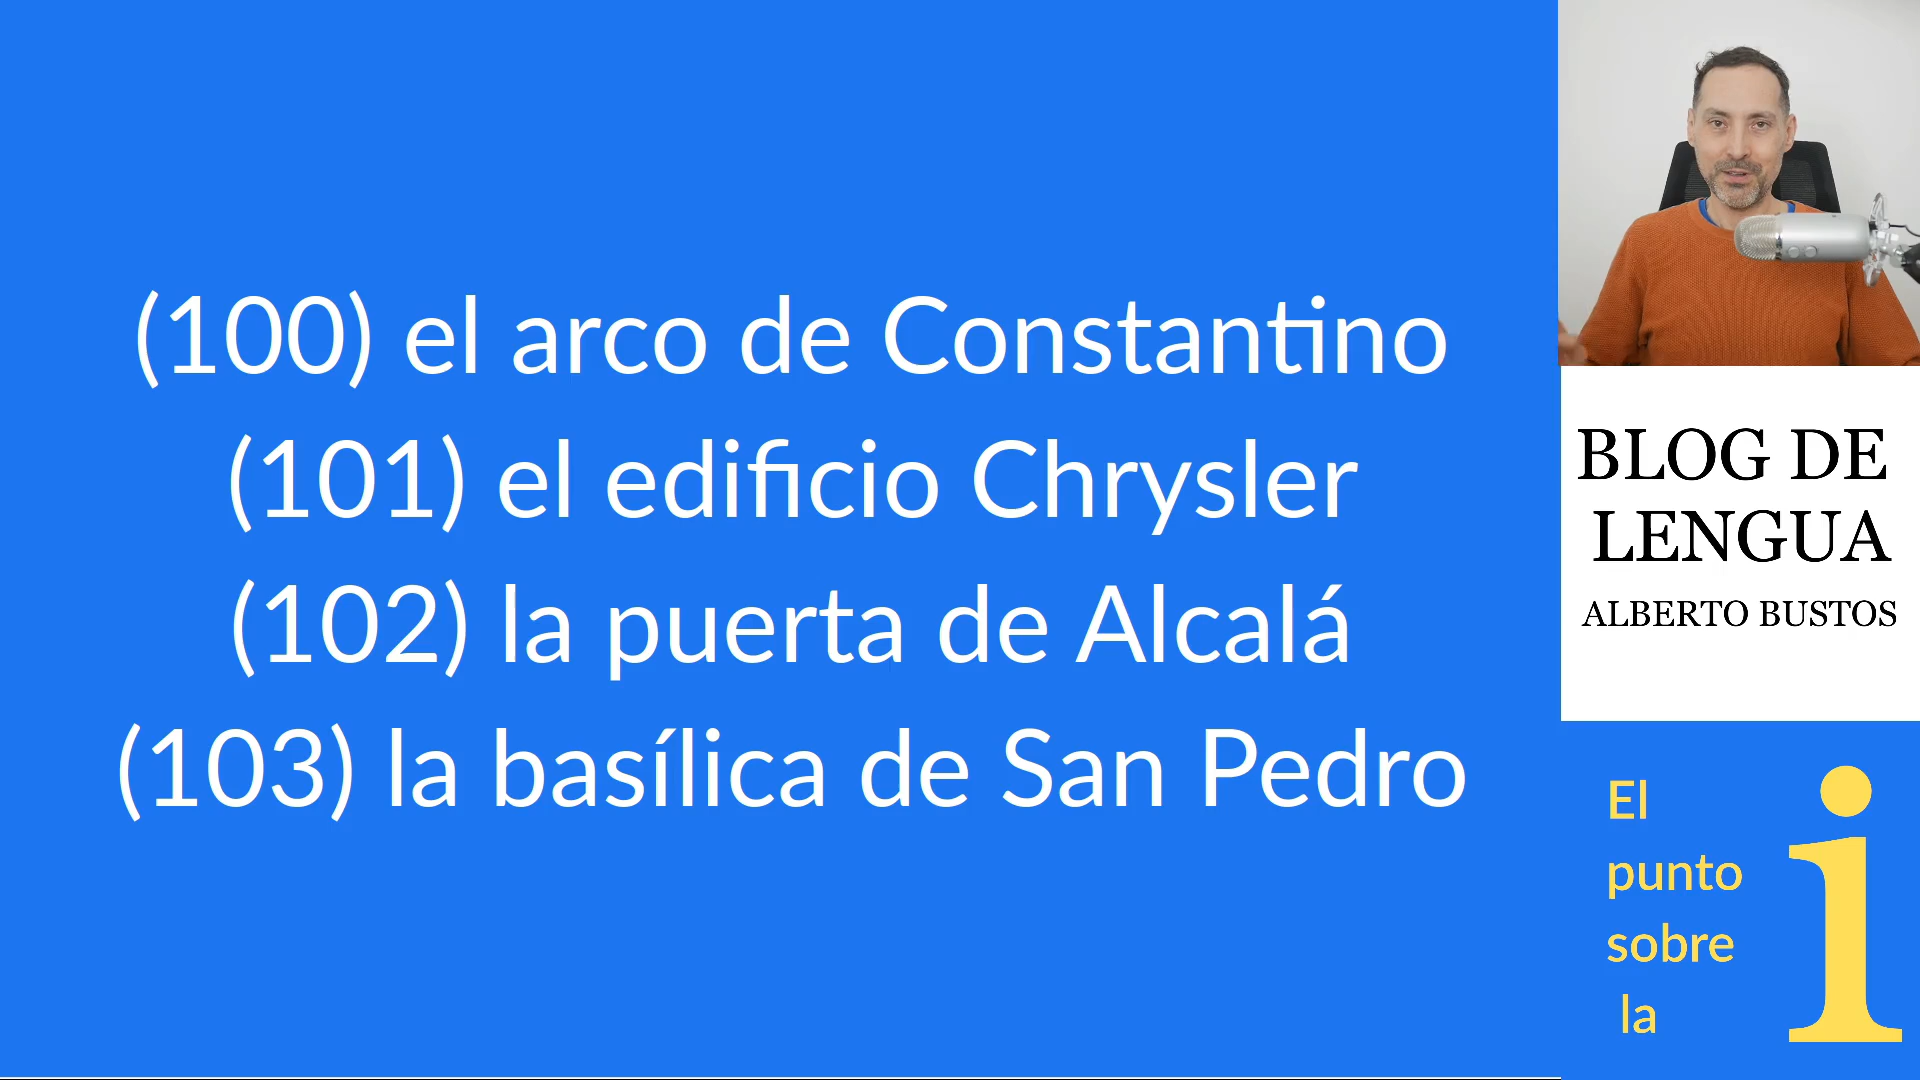 (100) el arco de Constantino
(101) el edificio Chrysler
(102) la puerta de Alcalá
(103) la basílica de San Pedro
BLOG DE
LENGUA
ALBERTO BUSTOS
El
punto
sobre
la
i